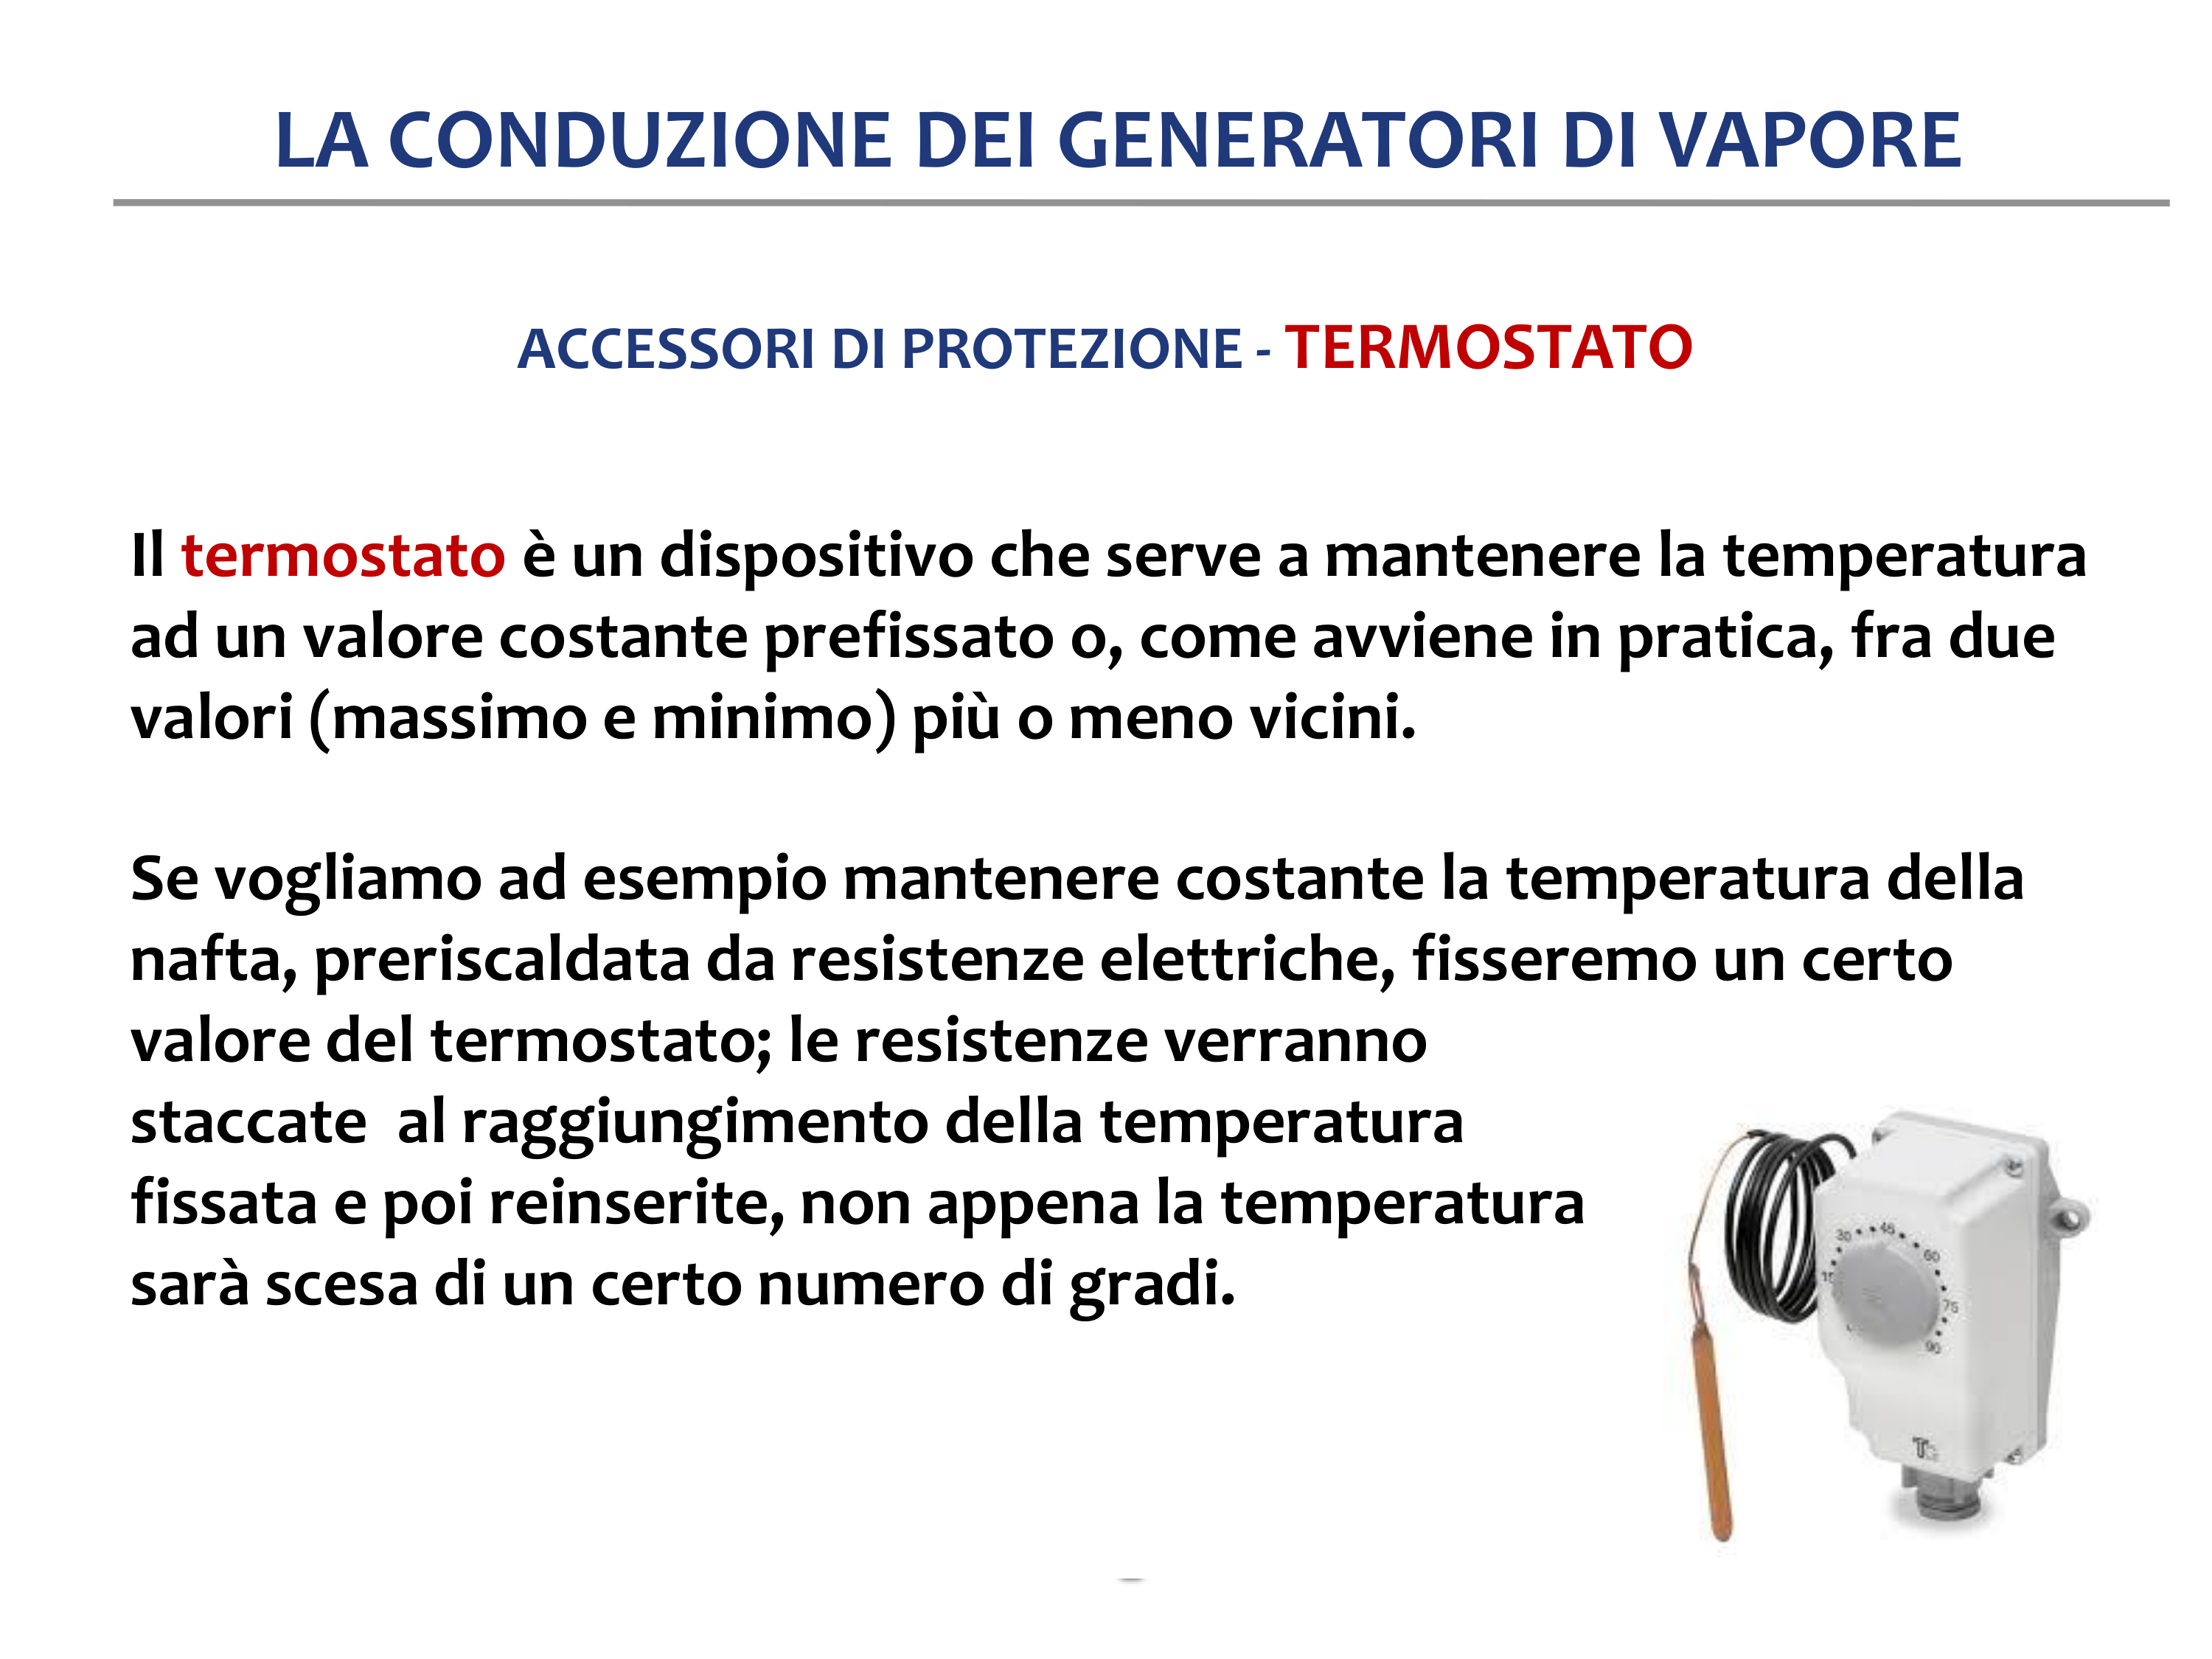 LA CONDUZIONE DEI GENERATORI DI VAPORE
ACCESSORI DI PROTEZIONE - TERMOSTATO
Il termostato è un dispositivo che serve a mantenere la temperatura
ad un valore costante prefissato o, come avviene in pratica, fra due
valori (massimo e minimo) più o meno vicini.
Se vogliamo ad esempio mantenere costante la temperatura della
nafta, preriscaldata da resistenze elettriche, fisseremo un certo
valore del termostato; le resistenze verranno
staccate  al raggiungimento della temperatura
fissata e poi reinserite, non appena la temperatura
sarà scesa di un certo numero di gradi.
30 45 60
15 75
90